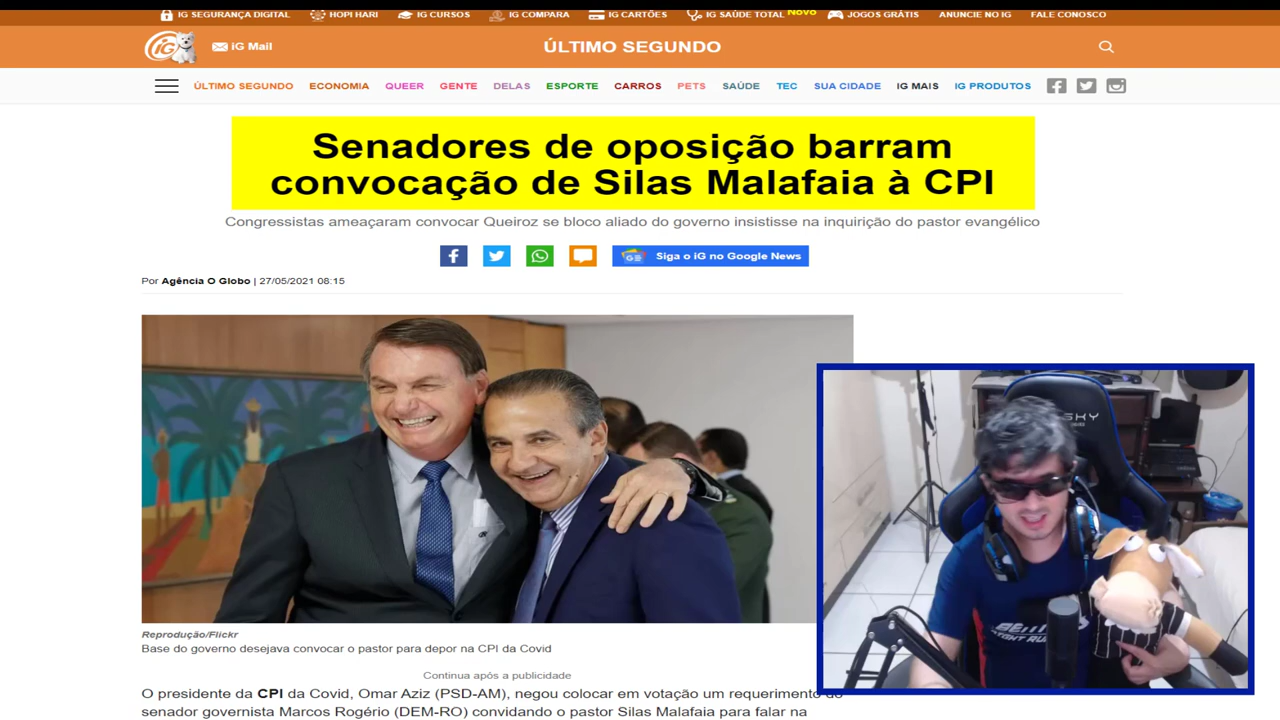 IG SEGURANÇA DIGITAL HOPI HARI IG CURSOS IG COMPARA IG CARTÕES IG SAÚDE TOTAL Novo JOGOS GRÁTIS ANUNCIE NO IG FALE CONOSCO
iG iG Mail ÚLTIMO SEGUNDO
ÚLTIMO SEGUNDO ECONOMIA QUEER GENTE DELAS ESPORTE CARROS PETS SAÚDE TEC SUA CIDADE IG MAIS IG PRODUTOS
Senadores de oposição barram
convocação de Silas Malafaia à CPI
Congressistas ameaçaram convocar Queiroz se bloco aliado do governo insistisse na inquirição do pastor evangélico
Siga o iG no Google News
Por Agência O Globo | 27/05/2021 08:15
Reprodução/Flickr
Base do governo desejava convocar o pastor para depor na CPI da Covid
Continua após a publicidade
O presidente da CPI da Covid, Omar Aziz (PSD-AM), negou colocar em votação um requerimento do
senador governista Marcos Rogério (DEM-RO) convidando o pastor Silas Malafaia para falar na